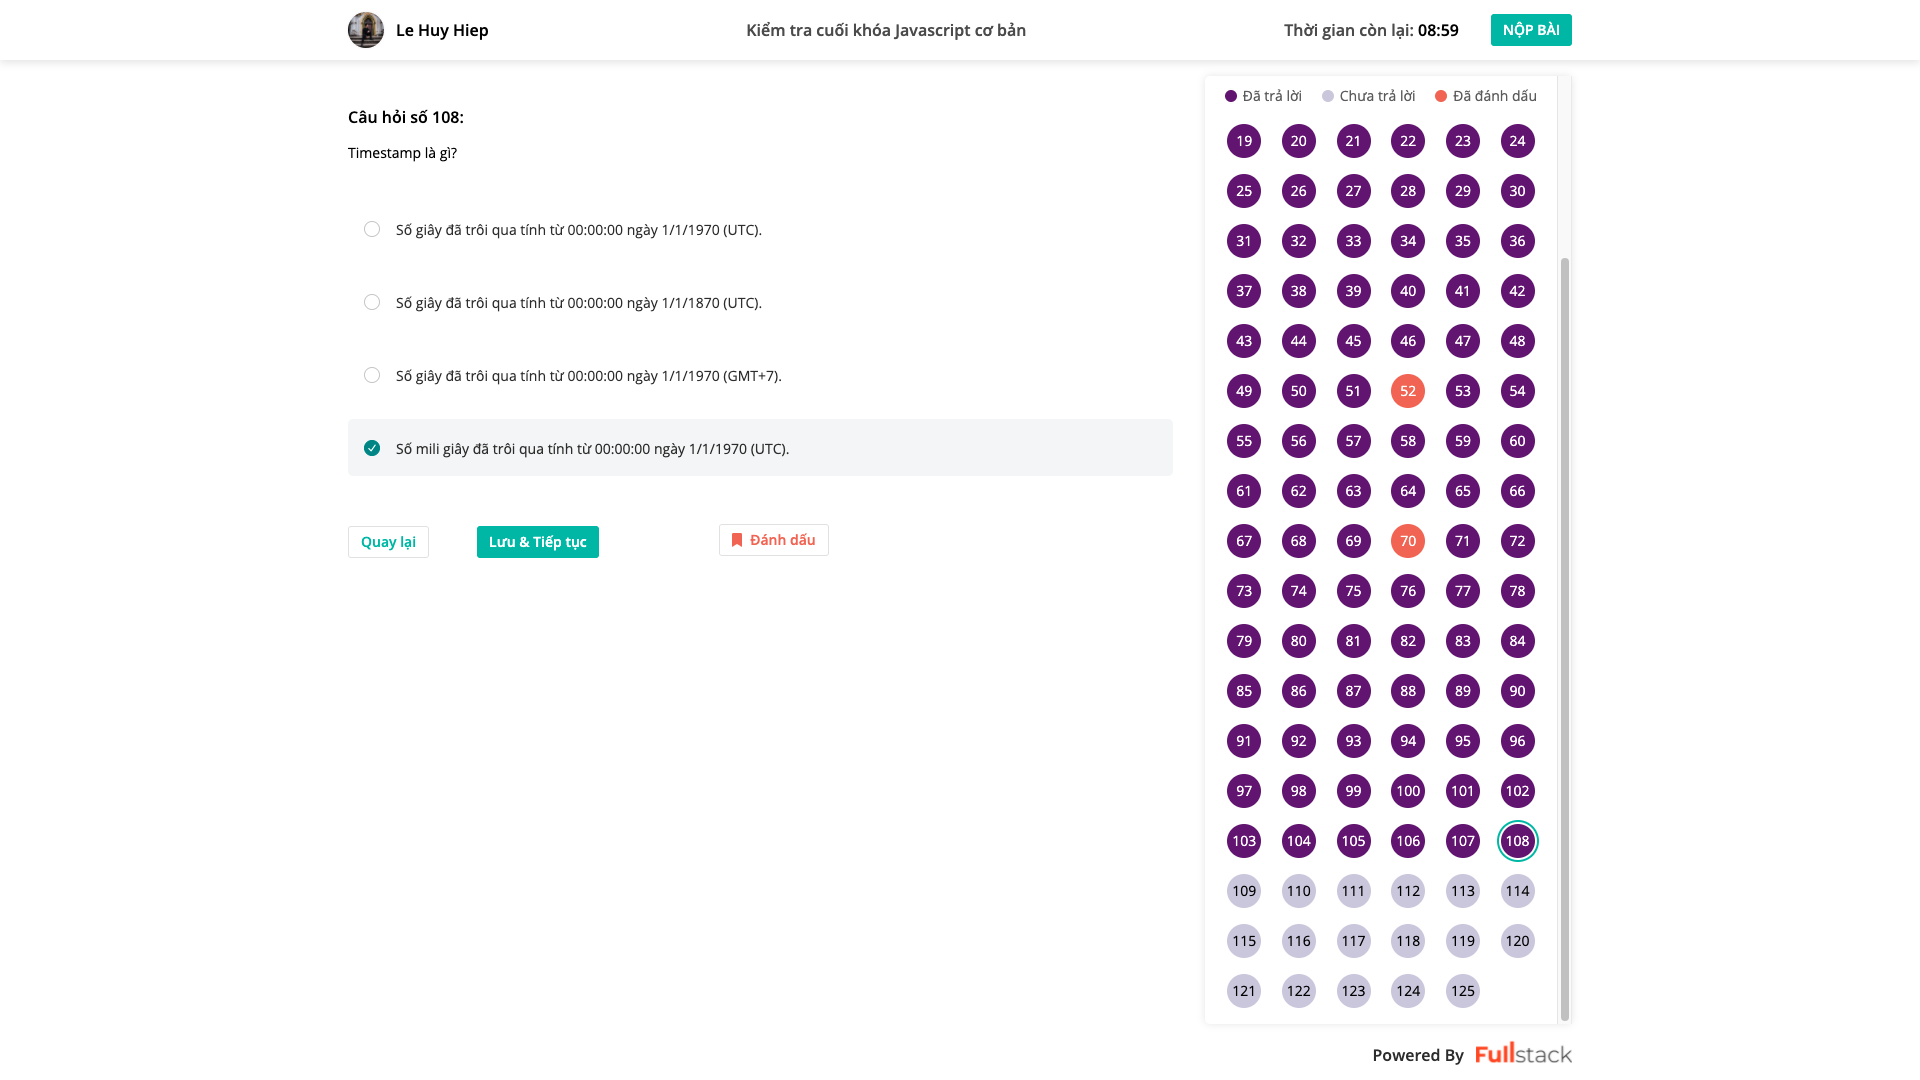 Le Huy Hiep
Kiểm tra cuối khóa Javascript cơ bản
Thời gian còn lại: 08:59
NỘP BÀI
Câu hỏi số 108:
Timestamp là gì?
Số giây đã trôi qua tính từ 00:00:00 ngày 1/1/1970 (UTC).
Số giây đã trôi qua tính từ 00:00:00 ngày 1/1/1870 (UTC).
Số giây đã trôi qua tính từ 00:00:00 ngày 1/1/1970 (GMT+7).
Số mili giây đã trôi qua tính từ 00:00:00 ngày 1/1/1970 (UTC).
Quay lại
Lưu & Tiếp tục
Đánh dấu
Đã trả lời Chưa trả lời Đã đánh dấu
19 20 21 22 23 24
25 26 27 28 29 30
31 32 33 34 35 36
37 38 39 40 41 42
43 44 45 46 47 48
49 50 51 52 53 54
55 56 57 58 59 60
61 62 63 64 65 66
67 68 69 70 71 72
73 74 75 76 77 78
79 80 81 82 83 84
85 86 87 88 89 90
91 92 93 94 95 96
97 98 99 100 101 102
103 104 105 106 107 108
109 110 111 112 113 114
115 116 117 118 119 120
121 122 123 124 125
Powered By Fullstack